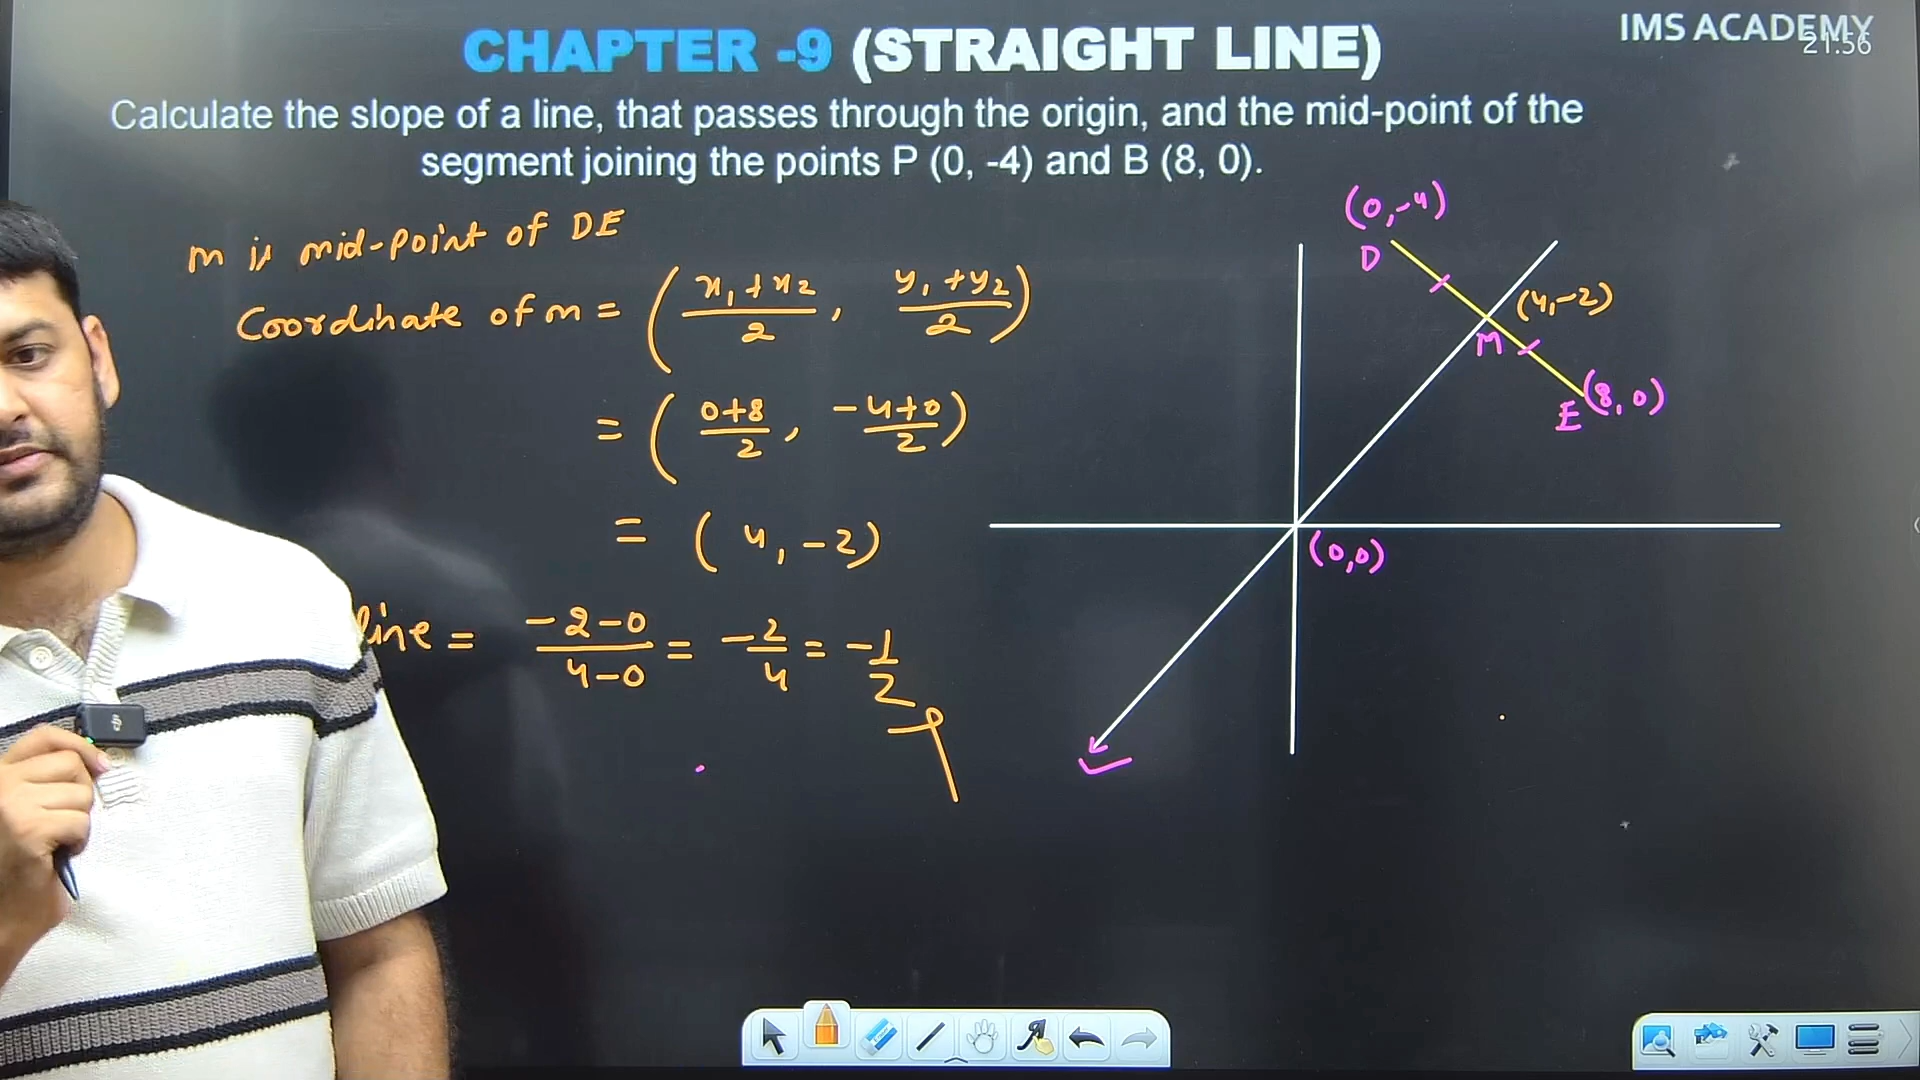 CHAPTER -9 (STRAIGHT LINE)
IMS ACADEMY
21:56
Calculate the slope of a line, that passes through the origin, and the mid-point of the
segment joining the points P (0, -4) and B (8, 0).
m is mid-point of DE
Coordinate of m = ( x₁+x₂ / 2 , y₁+y₂ / 2 )
= ( 0+8 / 2 , -4+0 / 2 )
= ( 4, -2)
line = -2-0 / 4-0 = -2/4 = -1/2
(0,-4)
D
(4,-2)
M
E (8,0)
(0,0)